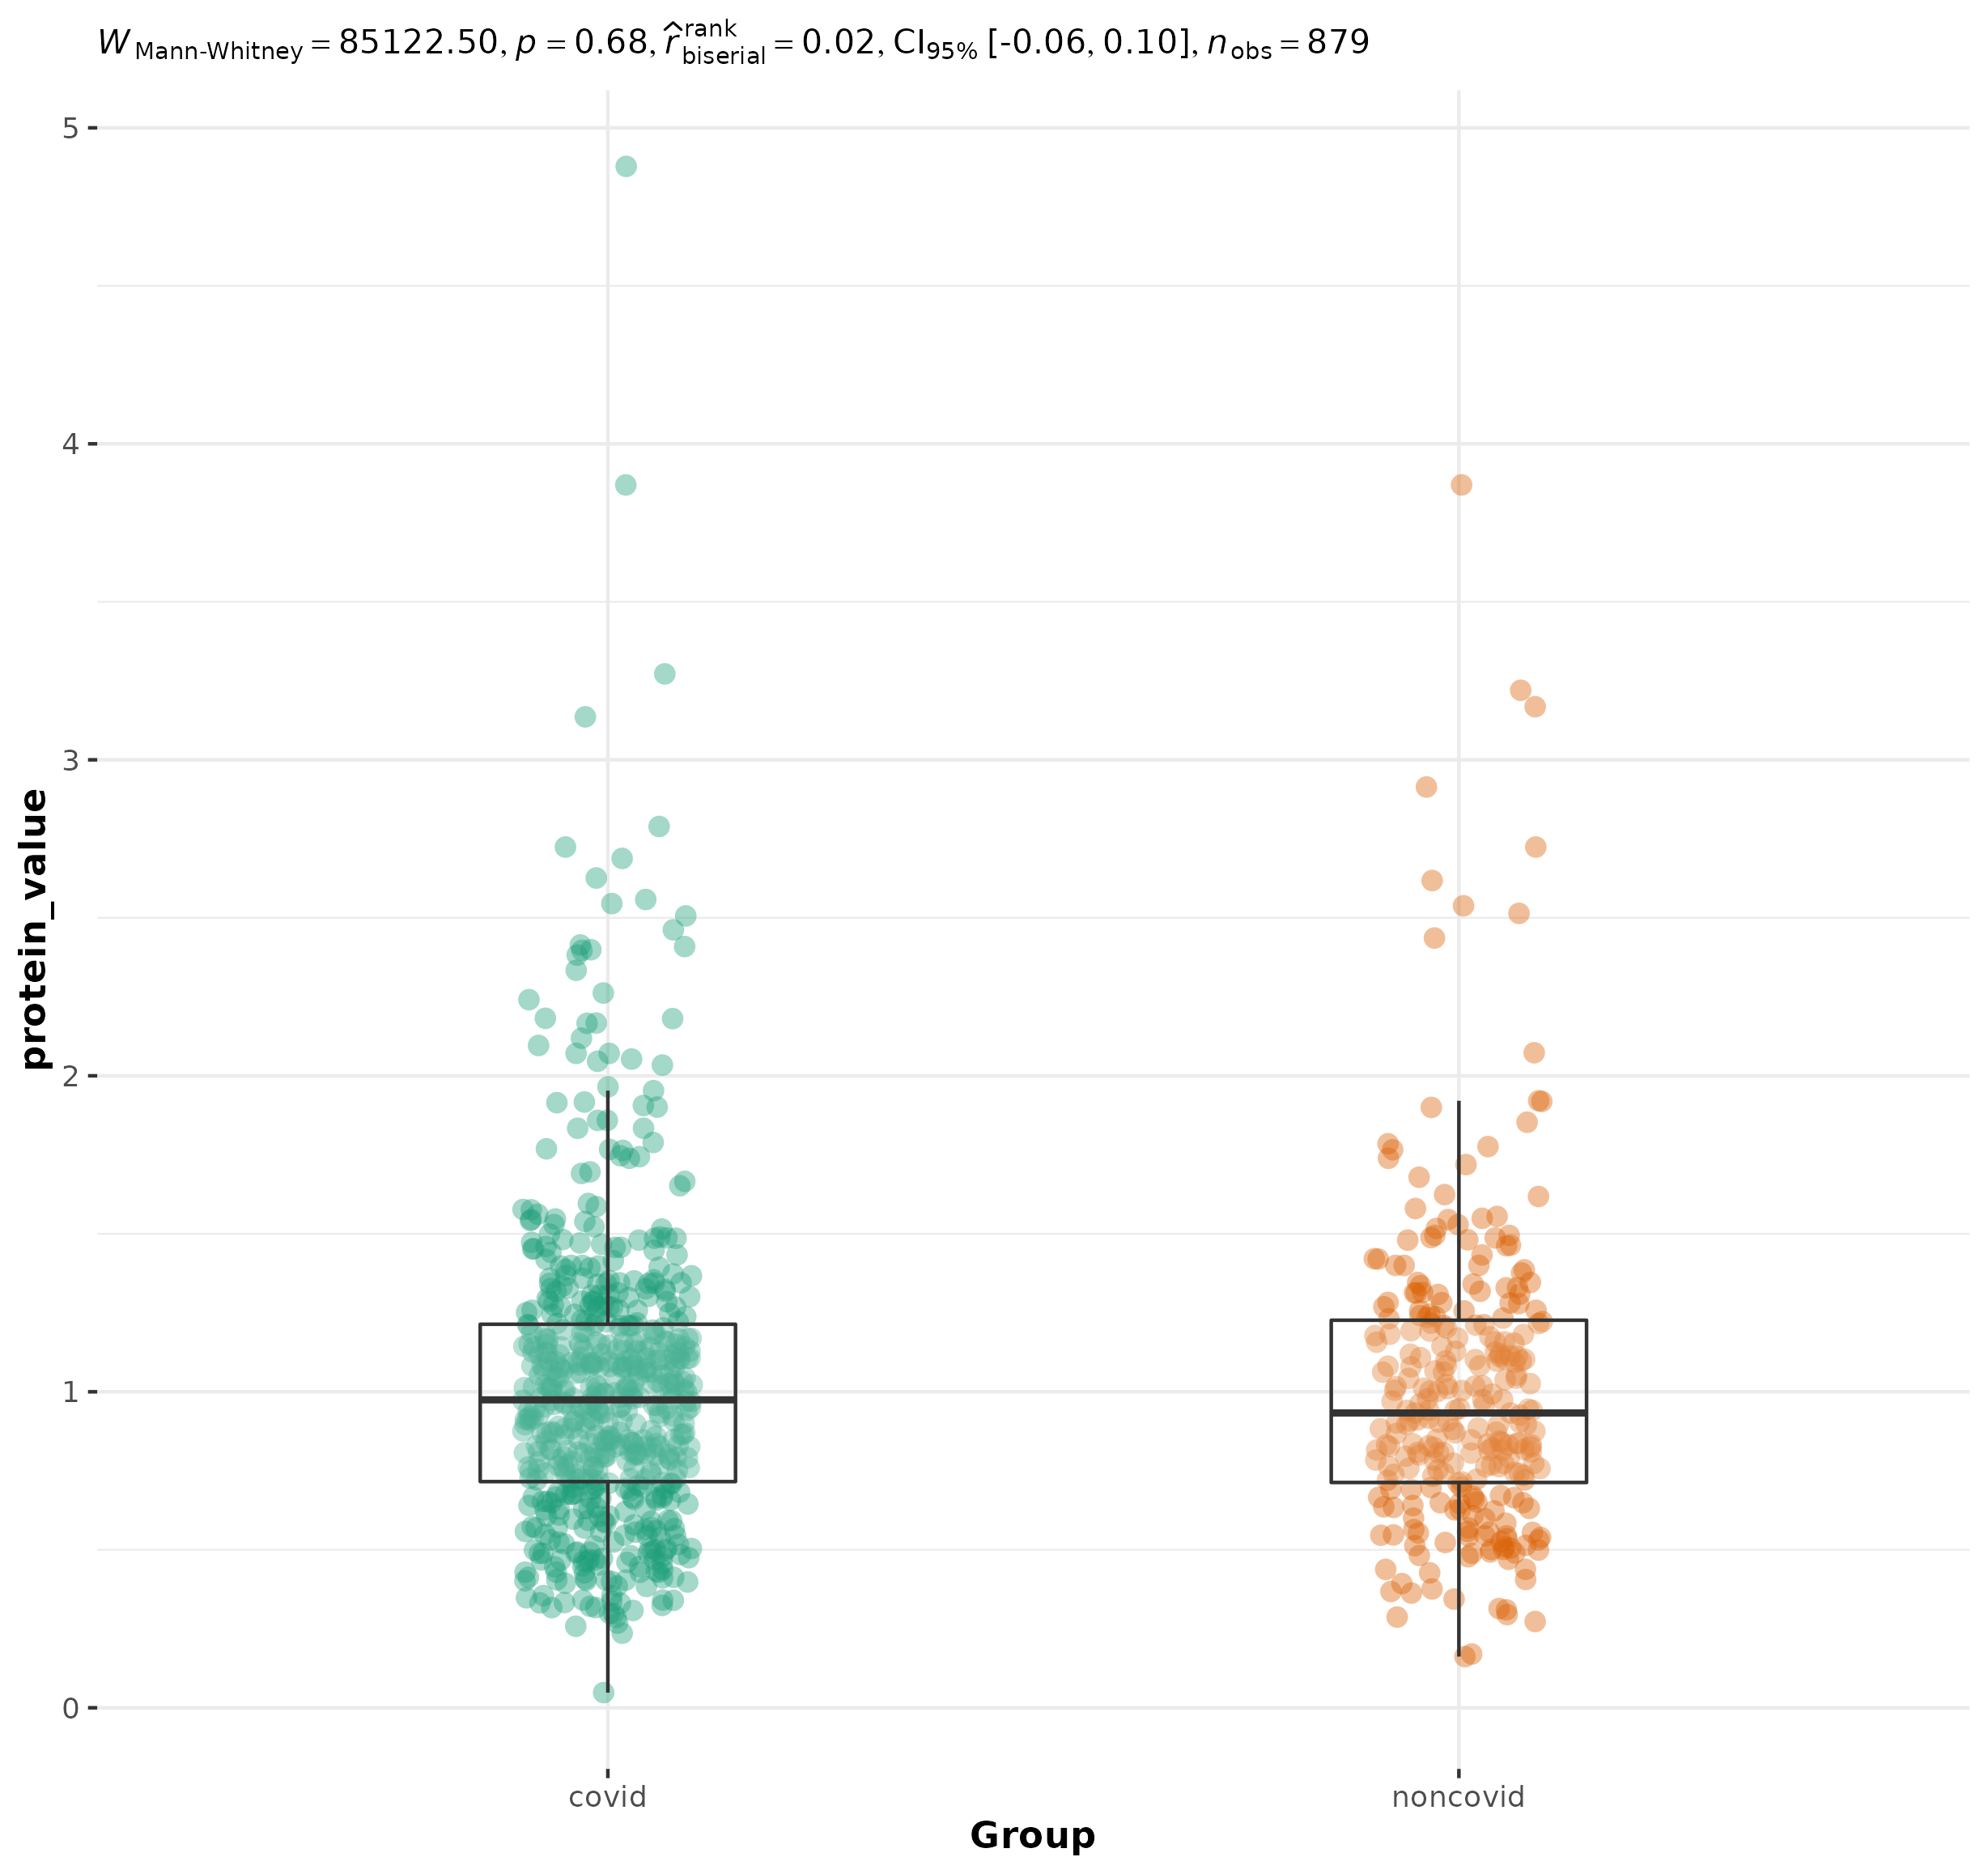 W Mann-Whitney = 85122.50, p = 0.68, r̂ rank biserial = 0.02, CI95% [-0.06, 0.10], n obs = 879
5
4
3
2
1
0
protein_value
covid
noncovid
Group